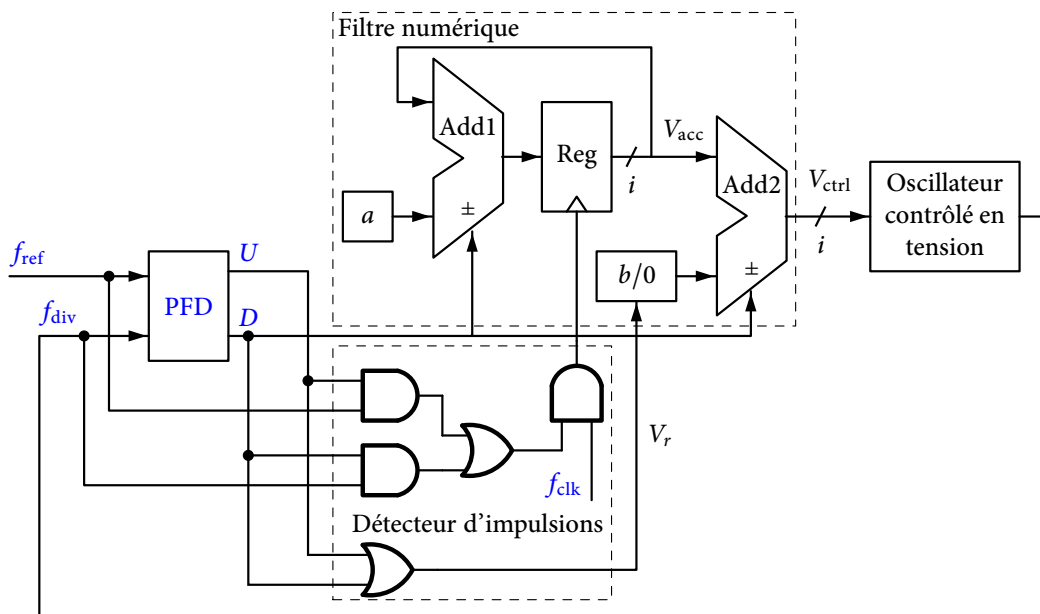 Filtre numérique
Add1
Reg
V_acc
i
Add2
V_ctrl
i
Oscillateur
contrôlé en
tension
a
±
b/0
±
f_ref
U
PFD
f_div
D
V_r
f_clk
Détecteur d'impulsions